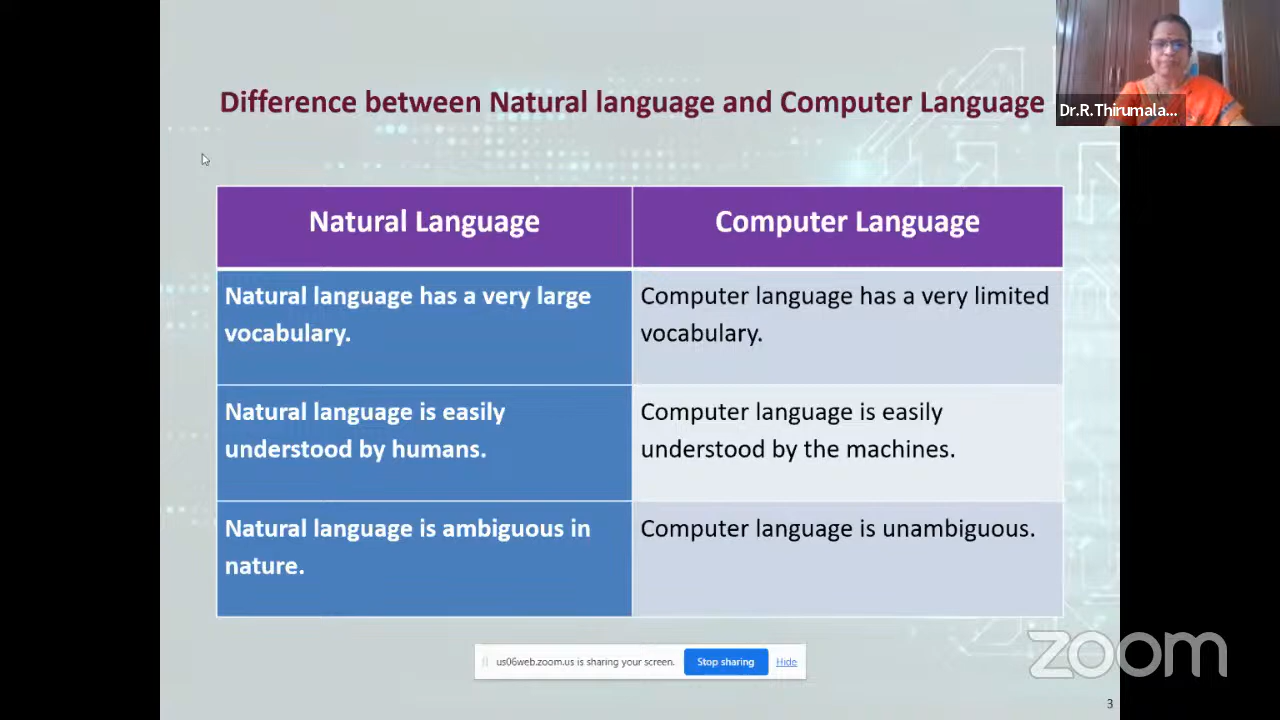 Difference between Natural language and Computer Language
Dr.R.Thirumala...
Natural Language
Computer Language
Natural language has a very large
vocabulary.
Computer language has a very limited
vocabulary.
Natural language is easily
understood by humans.
Computer language is easily
understood by the machines.
Natural language is ambiguous in
nature.
Computer language is unambiguous.
us06web.zoom.us is sharing your screen.
Stop sharing
Hide
zoom
3